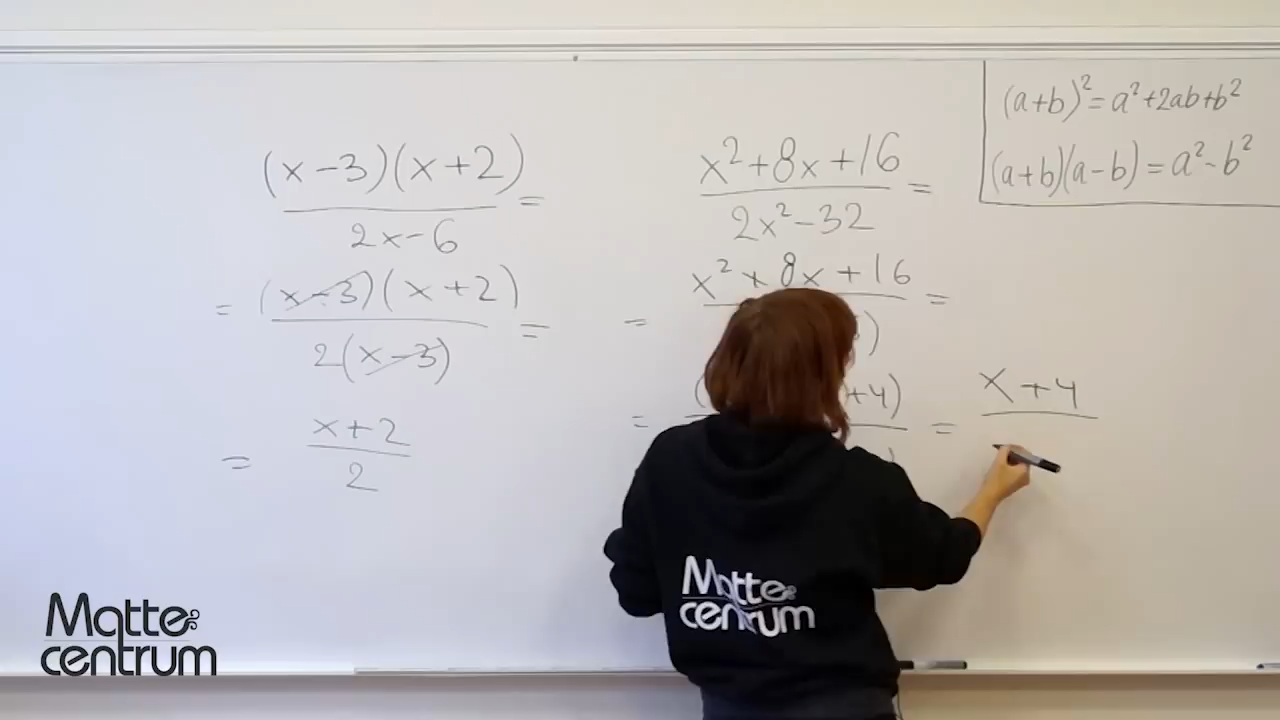 (x-3)(x+2)
2x-6
=
= (x-3)(x+2)
2(x-3)
=
= x+2
2
x²+8x+16
2x²-32
=
= x² x 8x +16
)
=
= ( +4)
)
= x+4
(a+b)²=a²+2ab+b²
(a+b)(a-b)=a²-b²
Matte
centrum
Matte
centrum